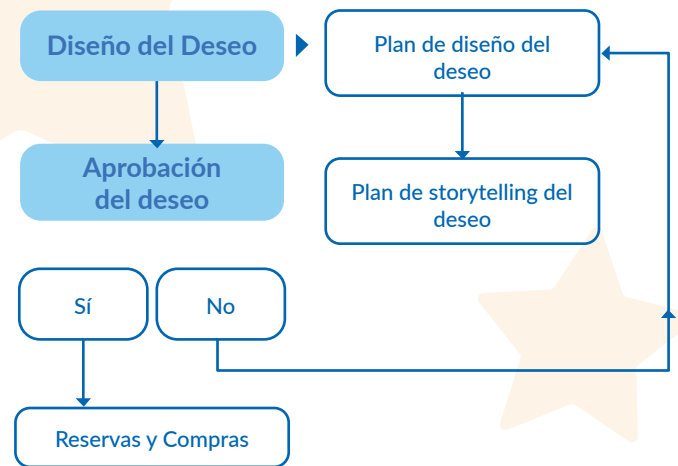 Diseño del Deseo
Plan de diseño del
deseo
Aprobación
del deseo
Plan de storytelling del
deseo
Sí
No
Reservas y Compras